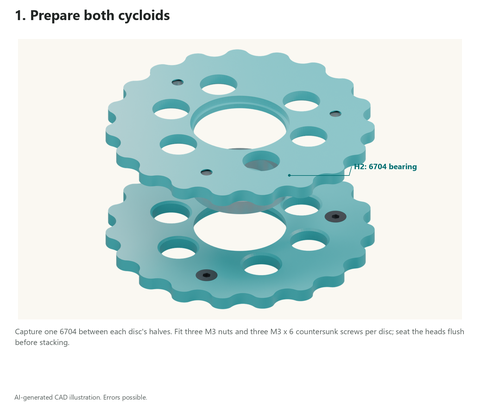 1. Prepare both cycloids
H2: 6704 bearing
Capture one 6704 between each disc's halves. Fit three M3 nuts and three M3 x 6 countersunk screws per disc; seat the heads flush
before stacking.
AI-generated CAD illustration. Errors possible.